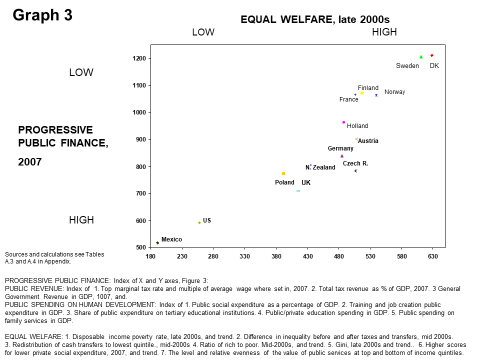 Graph 3
EQUAL WELFARE, late 2000s
LOW HIGH
LOW
PROGRESSIVE
PUBLIC FINANCE,
2007
HIGH
1200
1100
1000
900
800
700
600
500
180 230 280 330 380 430 480 530 580 630
Sweden DK
Finland
France Norway
Holland
Austria
Germany
Czech R.
N. Zealand
Poland UK
US
Mexico
Sources and calculations see Tables
A.3 and A.4 in Appendix.
PROGRESSIVE PUBLIC FINANCE: Index of X and Y axes, Figure 3:
PUBLIC REVENUE: Index of 1. Top marginal tax rate and multiple of average wage where set in, 2007. 2. Total tax revenue as % of GDP, 2007. 3 General
Government Revenue in GDP, 1007, and.
PUBLIC SPENDING ON HUMAN DEVELOPMENT: Index of 1. Public social expenditure as a percentage of GDP. 2. Training and job creation public
expenditure in GDP. 3. Share of public expenditure on tertiary educational institutions. 4. Public/private education spending in GDP. 5. Public spending on
family services in GDP.
EQUAL WELFARE: 1. Disposable income poverty rate, late 2000s, and trend. 2. Difference in inequality before and after taxes and transfers, mid 2000s.
3. Redistribution of cash transfers to lowest quintile., mid-2000s 4. Ratio of rich to poor. Mid-2000s, and trend. 5. Gini, late 2000s and trend.. 6. Higher scores
for lower private social expenditure, 2007, and trend. 7. The level and relative evenness of the value of public services at top and bottom of income quintiles.